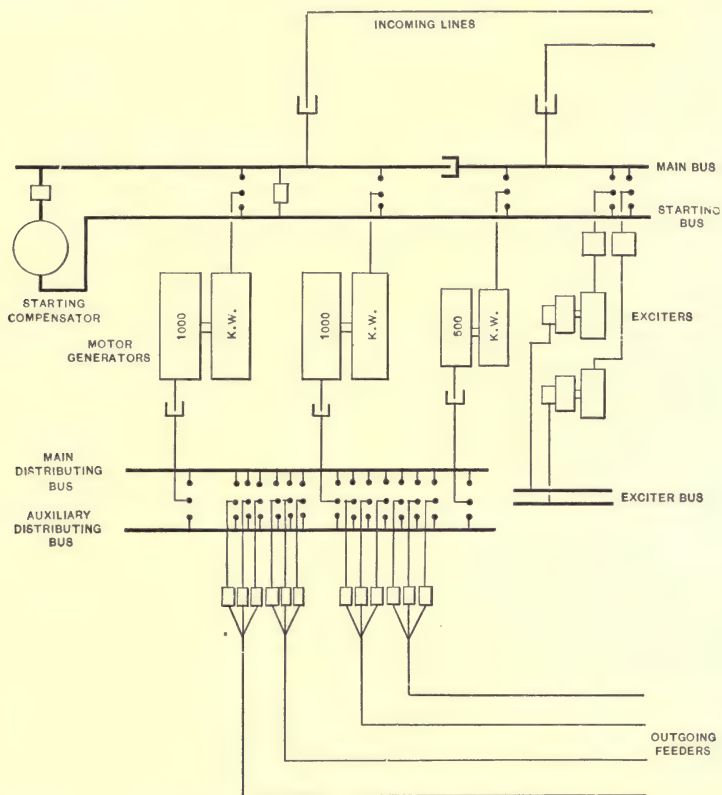 INCOMING LINES
MAIN BUS
STARTING
BUS
STARTING
COMPENSATOR
MOTOR
GENERATORS
1000
K.W.
1000
K.W.
500
K.W.
EXCITERS
MAIN
DISTRIBUTING
BUS
AUXILIARY
DISTRIBUTING
BUS
EXCITER BUS
OUTGOING
FEEDERS